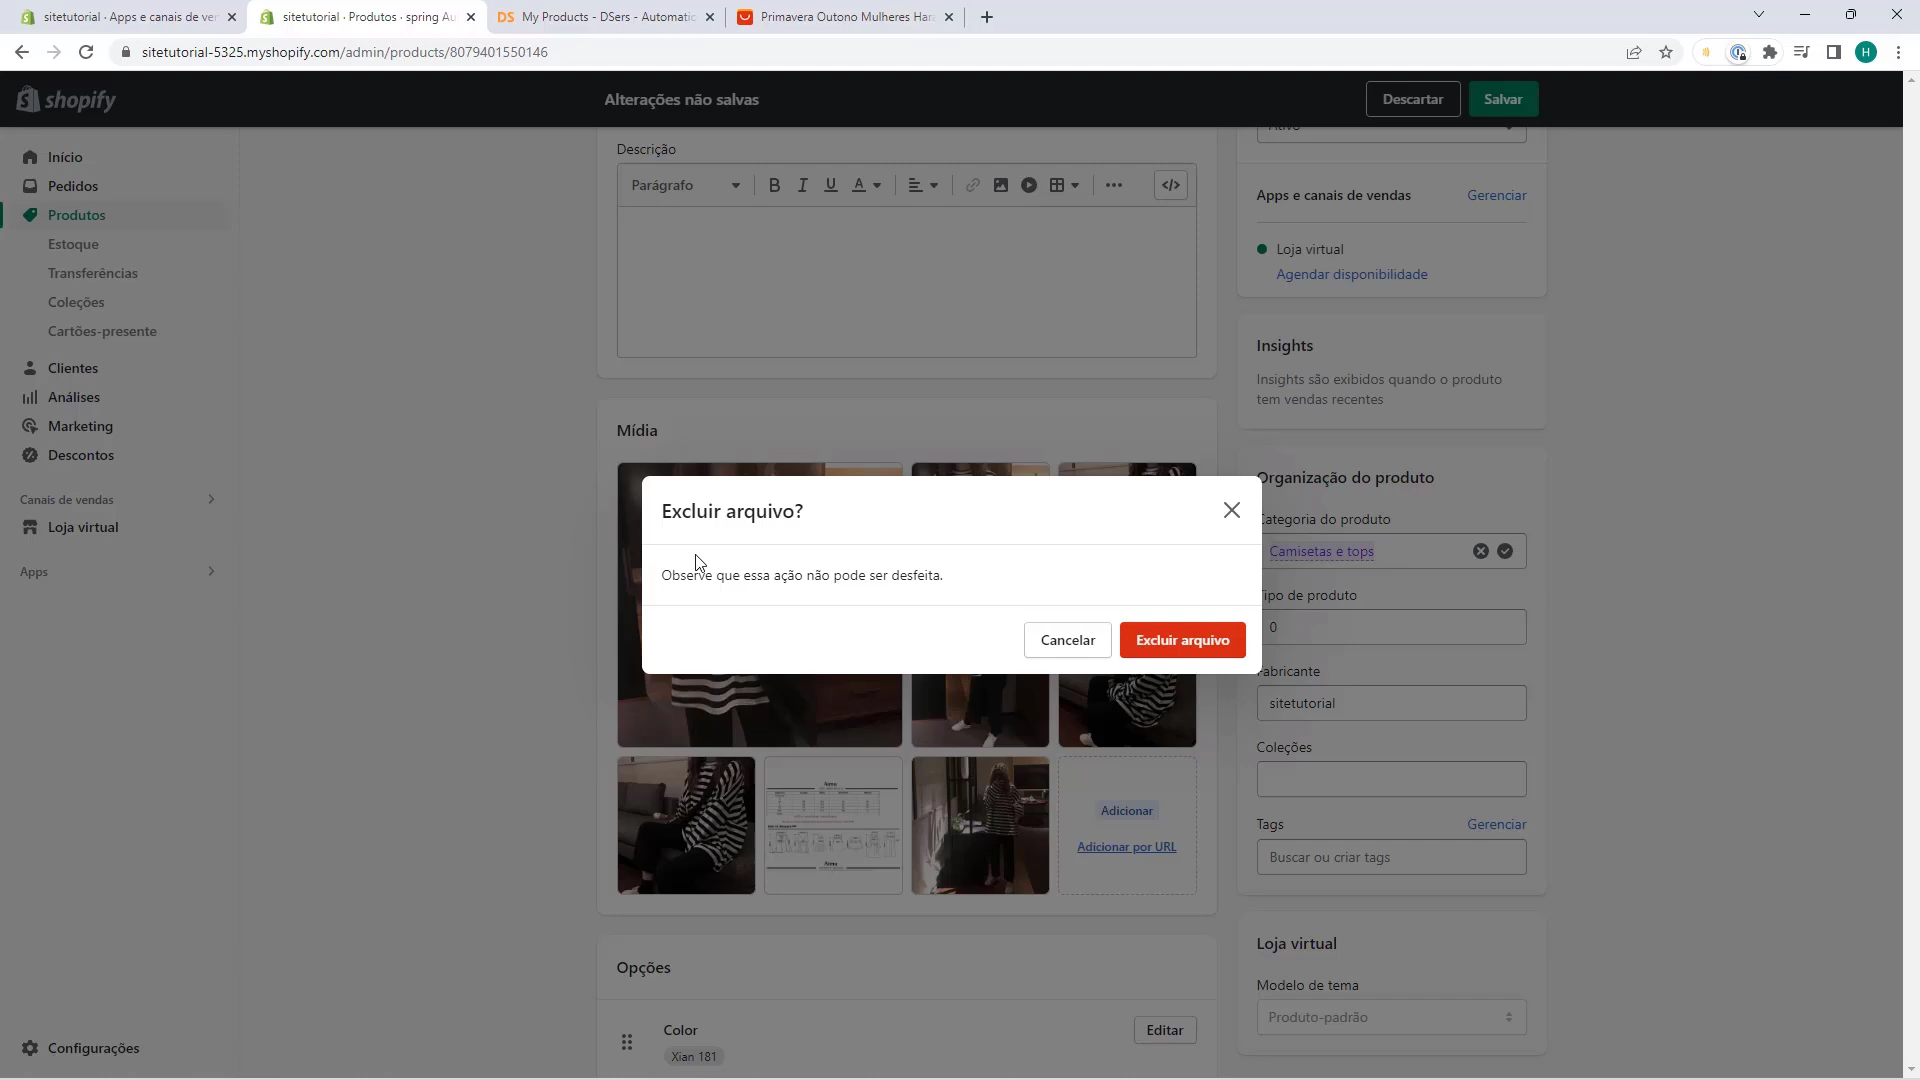 sitetutorial · Apps e canais de ver
sitetutorial · Produtos · spring Au
DS My Products - DSers - Automatic
Primavera Outono Mulheres Hara
sitetutorial-5325.myshopify.com/admin/products/8079401550146
H
shopify
Alterações não salvas
Descartar
Salvar
Início
Pedidos
Produtos
Estoque
Transferências
Coleções
Cartões-presente
Clientes
Análises
Marketing
Descontos
Canais de vendas
Loja virtual
Apps
Configurações
Descrição
Parágrafo
B I U A
</>
Mídia
Excluir arquivo?
Observe que essa ação não pode ser desfeita.
Cancelar
Excluir arquivo
Adicionar
Adicionar por URL
Opções
Color
Editar
Xian 181
Ativo
Apps e canais de vendas
Gerenciar
Loja virtual
Agendar disponibilidade
Insights
Insights são exibidos quando o produto
tem vendas recentes
Organização do produto
Categoria do produto
Camisetas e tops
Tipo de produto
0
Fabricante
sitetutorial
Coleções
Tags
Gerenciar
Buscar ou criar tags
Loja virtual
Modelo de tema
Produto-padrão